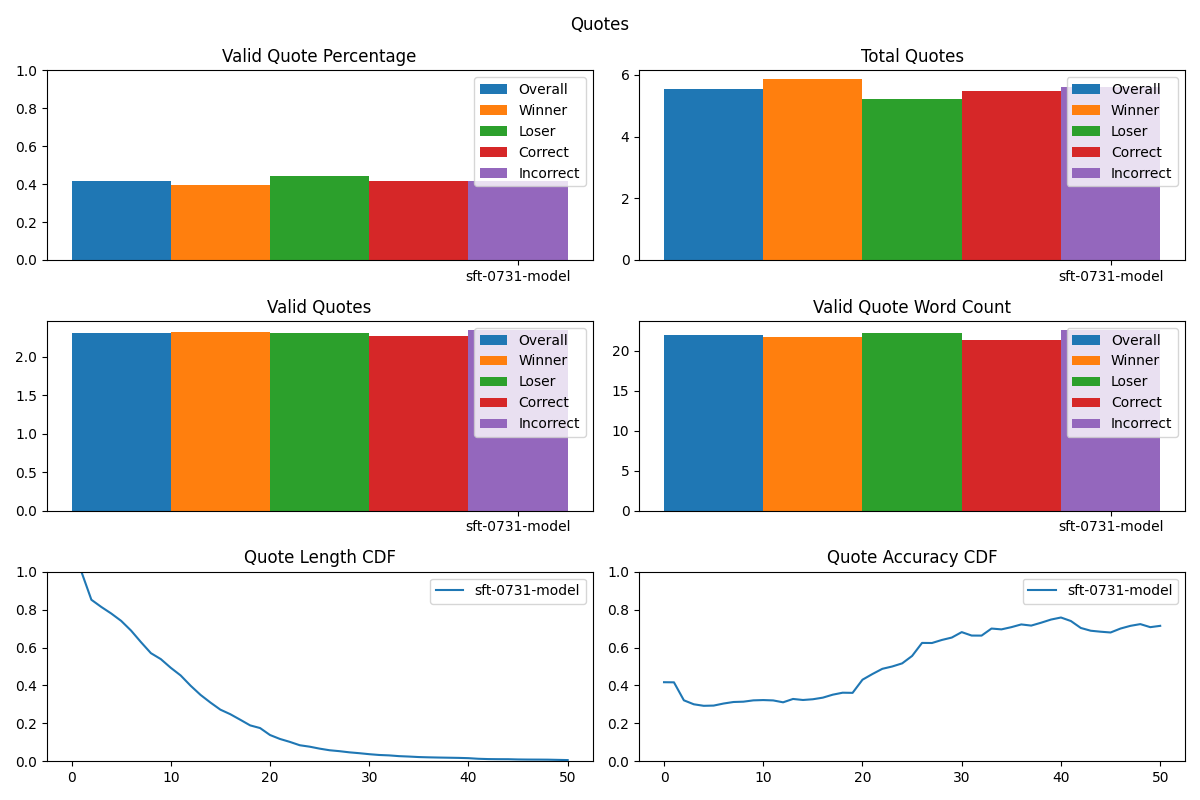 Quotes
Valid Quote Percentage
1.0
0.8
0.6
0.4
0.2
0.0
Overall
Winner
Loser
Correct
Incorrect
sft-0731-model
Total Quotes
6
4
2
0
Overall
Winner
Loser
Correct
Incorrect
sft-0731-model
Valid Quotes
2.0
1.5
1.0
0.5
0.0
Overall
Winner
Loser
Correct
Incorrect
sft-0731-model
Valid Quote Word Count
20
15
10
5
0
Overall
Winner
Loser
Correct
Incorrect
sft-0731-model
Quote Length CDF
1.0
0.8
0.6
0.4
0.2
0.0
sft-0731-model
0 10 20 30 40 50
Quote Accuracy CDF
1.0
0.8
0.6
0.4
0.2
0.0
sft-0731-model
0 10 20 30 40 50